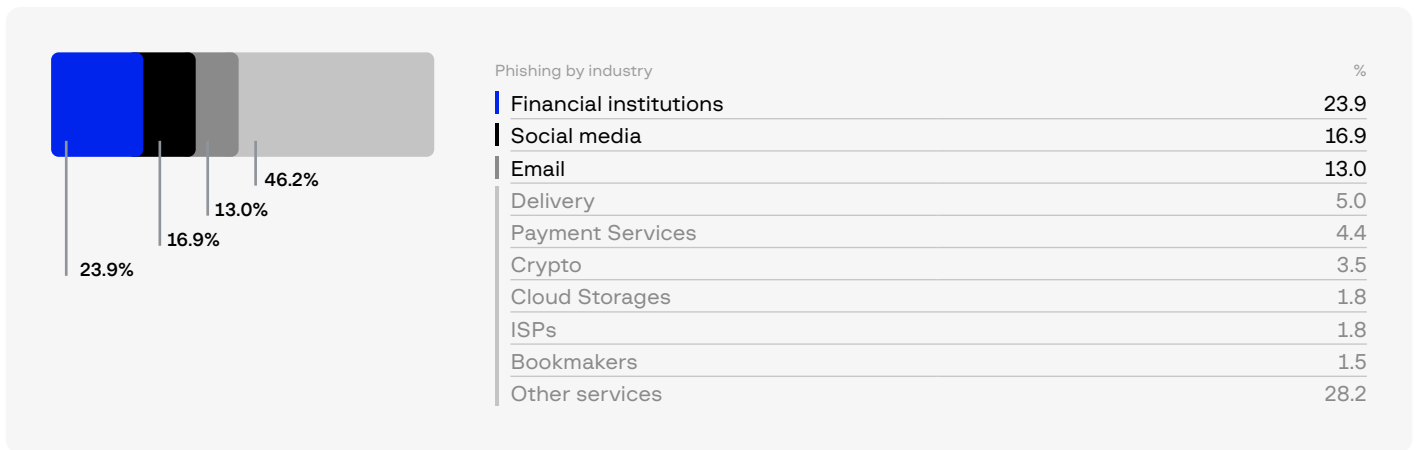 46.2%
13.0%
16.9%
23.9%
Phishing by industry %
Financial institutions 23.9
Social media 16.9
Email 13.0
Delivery 5.0
Payment Services 4.4
Crypto 3.5
Cloud Storages 1.8
ISPs 1.8
Bookmakers 1.5
Other services 28.2